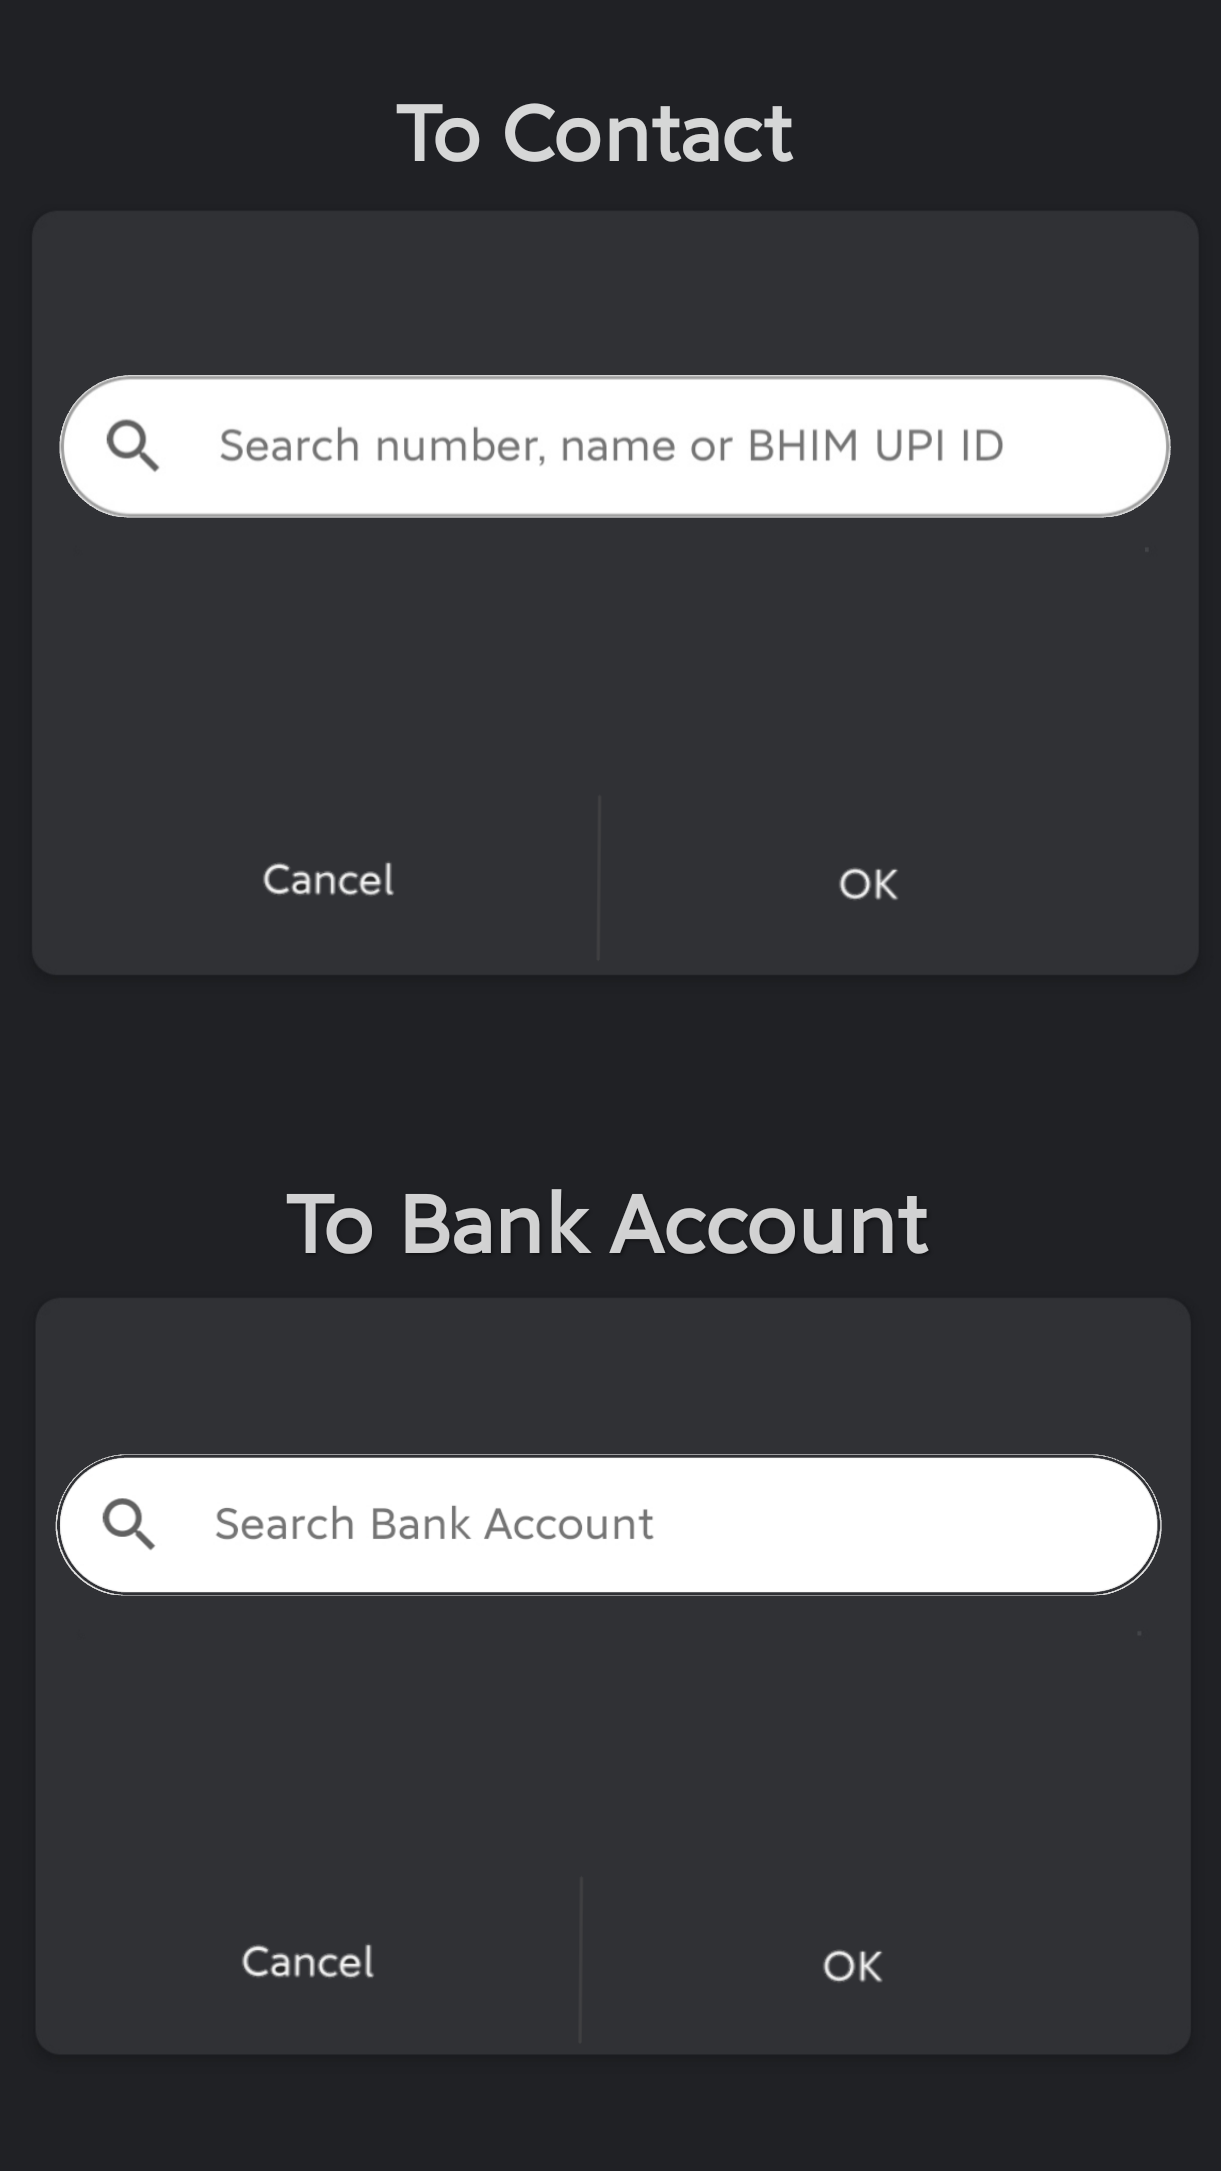 To Contact
Search number, name or BHIM UPI ID
Cancel
OK
To Bank Account
Search Bank Account
Cancel
OK